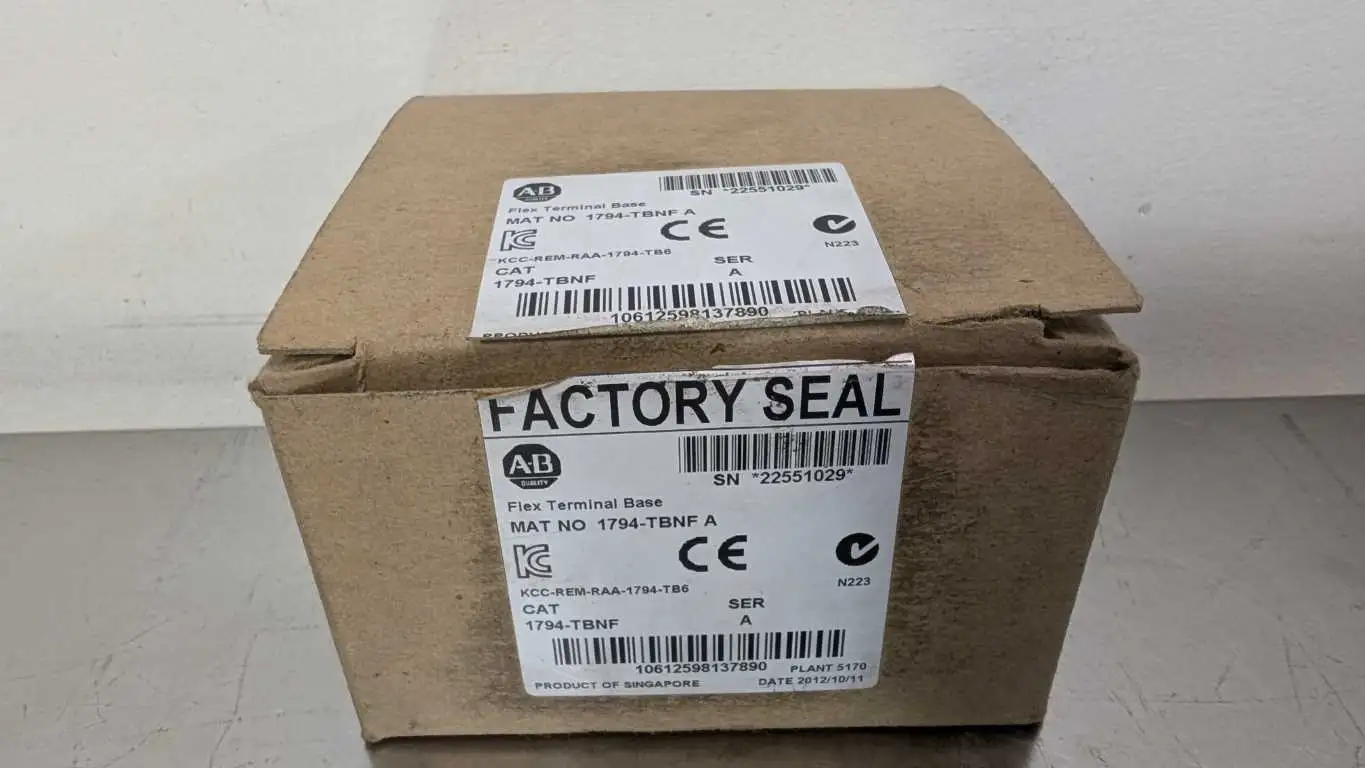 A-B
QUALITY
SN *22551029*
Flex Terminal Base
MAT NO 1794-TBNF A
KC
CE
N223
KCC-REM-RAA-1794-TB6
CAT
SER
1794-TBNF
A
10612598137890
FACTORY SEAL
A-B
QUALITY
SN *22551029*
Flex Terminal Base
MAT NO 1794-TBNF A
KC
CE
N223
KCC-REM-RAA-1794-TB6
CAT
SER
1794-TBNF
A
10612598137890
PLANT 5170
PRODUCT OF SINGAPORE
DATE 2012/10/11